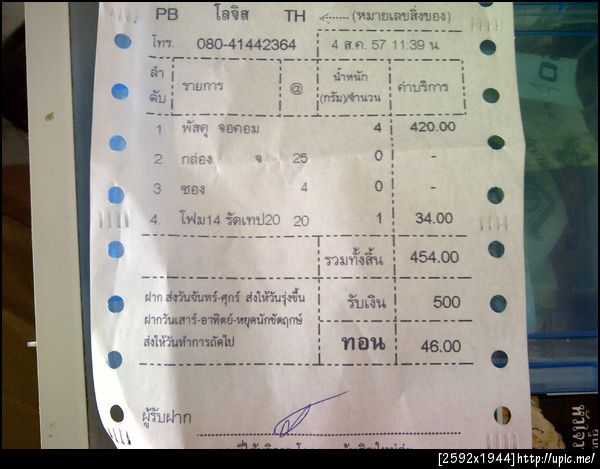 PB โลจิส TH <------ (หมายเลขสิ่งของ)
โทร. 080-41442364 4 ส.ค. 57 11:39 น.
ลำดับ รายการ @ น้ำหนัก (กรัม)/จำนวน ค่าบริการ
1 พัสดุ จอคอม 4 420.00
2 กล่อง จ 25 0 -
3 ซอง 4 0 -
4. โฟม14 รัดเทป20 20 1 34.00
รวมทั้งสิ้น 454.00
ฝาก ส่งวันจันทร์-ศุกร์ ส่งให้วันรุ่งขึ้น รับเงิน 500
ฝากวันเสาร์-อาทิตย์-หยุดนักขัตฤกษ์
ส่งให้วันทำการถัดไป ทอน 46.00
ผู้รับฝาก
[2592x1944]http://upic.me/